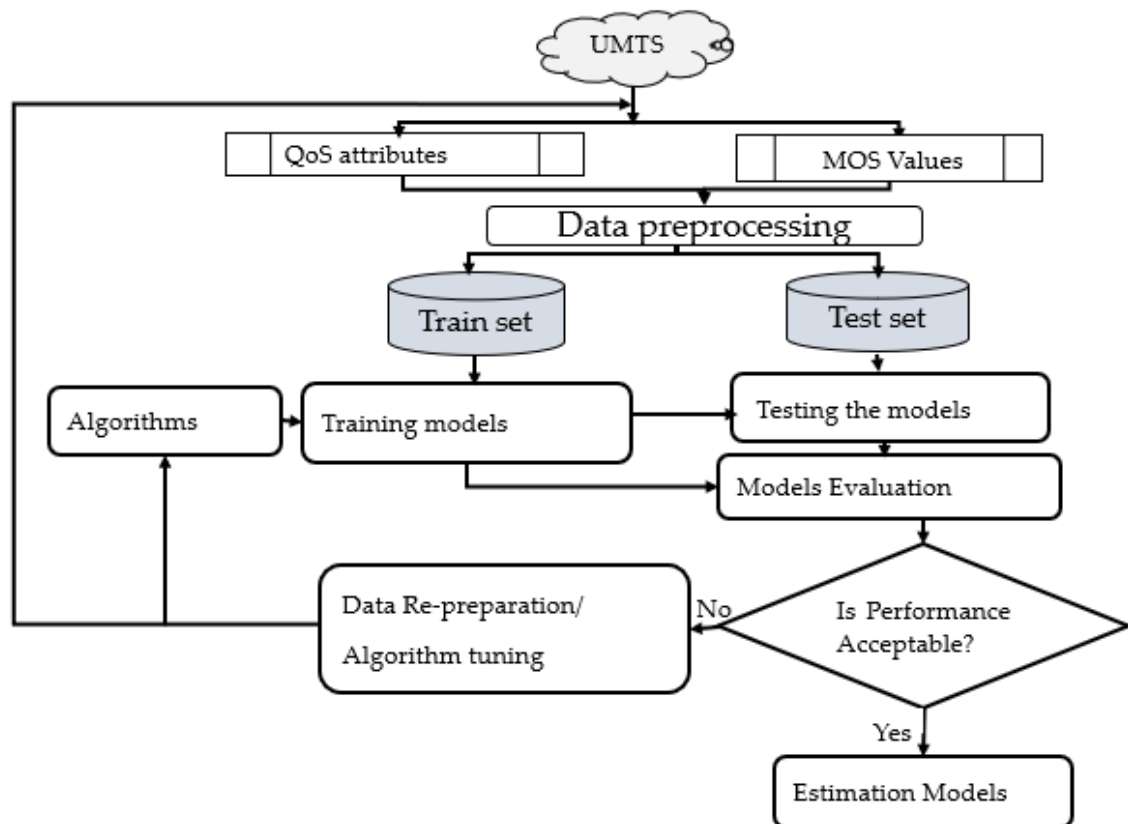 UMTS
QoS attributes
MOS Values
Data preprocessing
Train set
Test set
Algorithms
Training models
Testing the models
Models Evaluation
Data Re-preparation/
Algorithm tuning
No
Is Performance
Acceptable?
Yes
Estimation Models